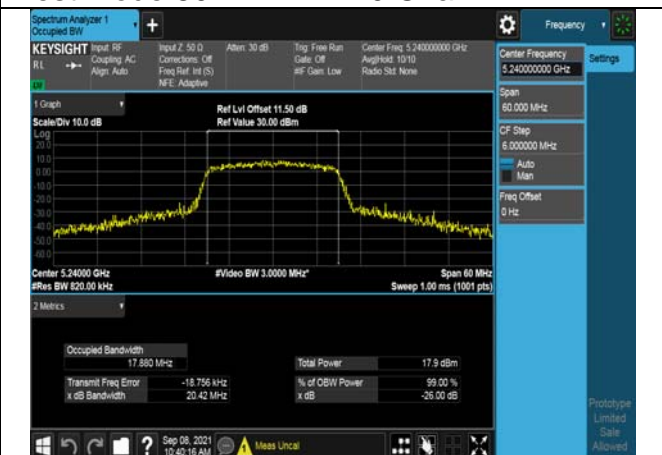 Spectrum Analyzer 1
Occupied BW
Frequency
KEYSIGHT
RL
Input: RF
Coupling: AC
Align: Auto
Input Z: 50 Ω
Corrections: Off
Freq Ref: Int (S)
NFE: Adaptive
Atten: 30 dB
Trig: Free Run
Gate: Off
#IF Gain: Low
Center Freq: 5.240000000 GHz
Avg|Hold: 10/10
Radio Std: None
Center Frequency
5.240000000 GHz
Settings
Span
60.000 MHz
CF Step
6.000000 MHz
Auto
Man
Freq Offset
0 Hz
1 Graph
Scale/Div 10.0 dB
Ref Lvl Offset 11.50 dB
Ref Value 30.00 dBm
Log
20.0
10.0
0.00
-10.0
-20.0
-30.0
-40.0
-50.0
-60.0
Center 5.24000 GHz
#Video BW 3.0000 MHz*
Span 60 MHz
#Res BW 820.00 kHz
Sweep 1.00 ms (1001 pts)
2 Metrics
Occupied Bandwidth
17.880 MHz
Total Power 17.9 dBm
Transmit Freq Error -18.756 kHz
% of OBW Power 99.00 %
x dB Bandwidth 20.42 MHz
x dB -26.00 dB
Prototype
Limited
Sale
Allowed
Sep 08, 2021
10:40:16 AM
Meas Uncal